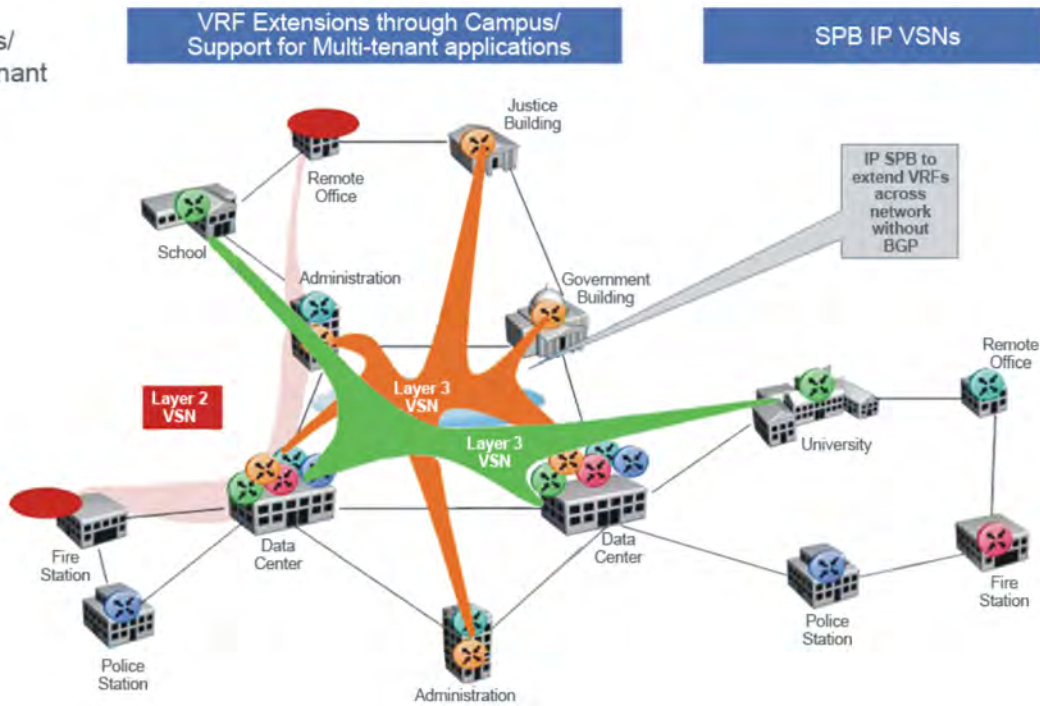 s/
nant
VRF Extensions through Campus/
Support for Multi-tenant applications
SPB IP VSNs
Justice
Building
Remote
Office
IP SPB to
extend VRFs
across
network
without
BGP
School
Administration
Government
Building
Remote
Office
Layer 2
VSN
Layer 3
VSN
Layer 3
VSN
University
Fire
Station
Data
Center
Data
Center
Fire
Station
Police
Station
Police
Station
Administration